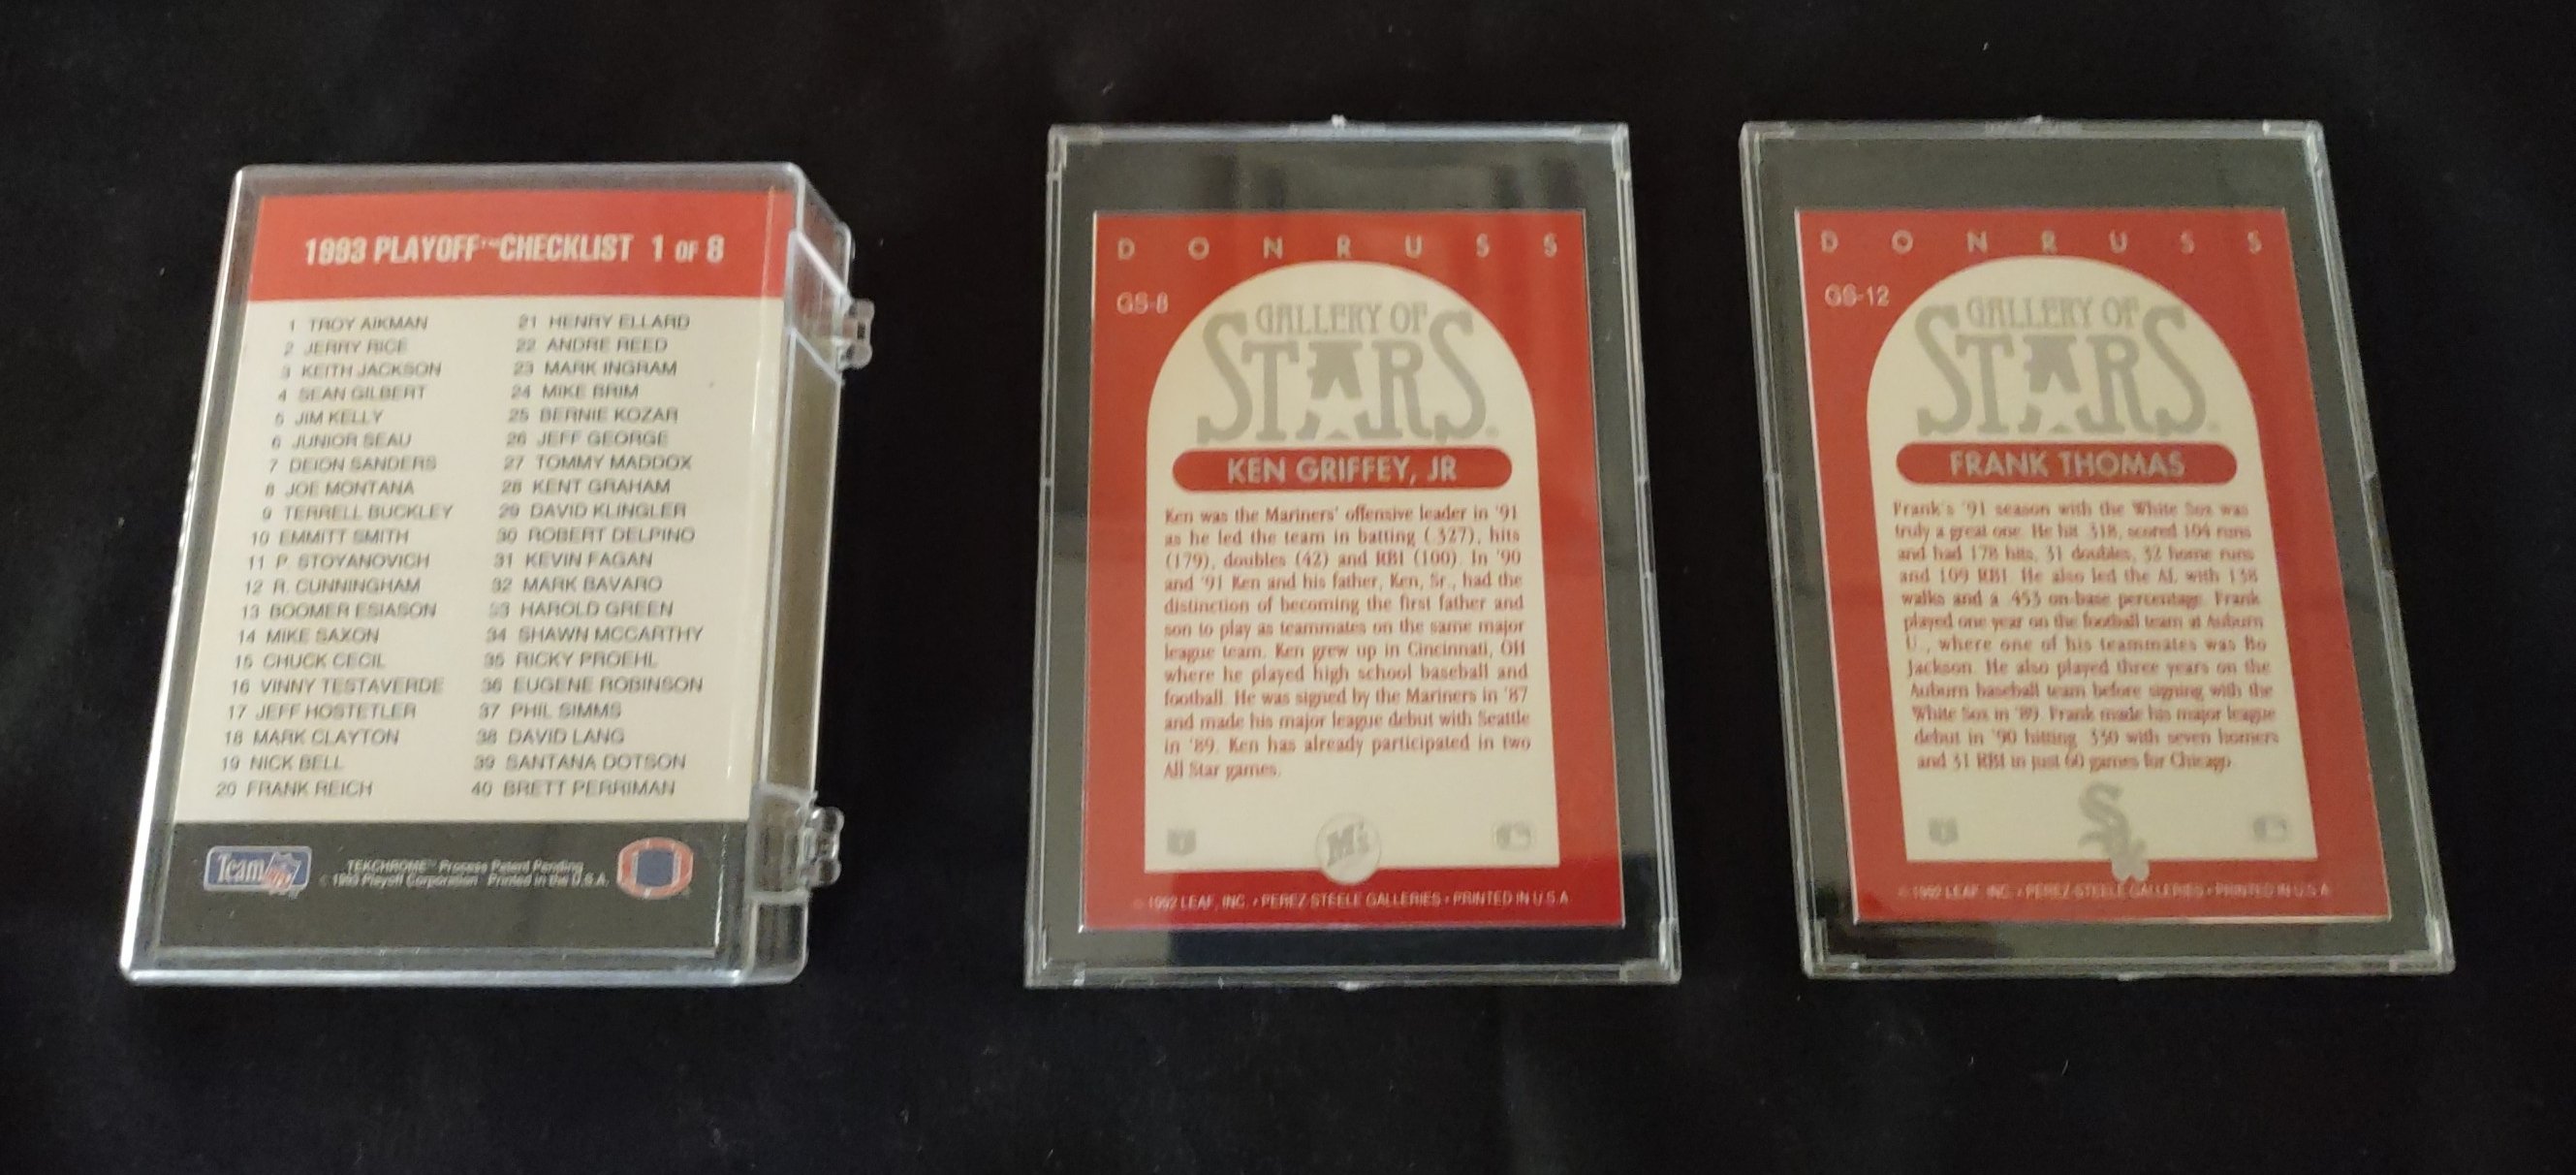 1993 PLAYOFF™ CHECKLIST 1 OF 8
1 TROY AIKMAN
2 JERRY RICE
3 KEITH JACKSON
4 SEAN GILBERT
5 JIM KELLY
6 JUNIOR SEAU
7 DEION SANDERS
8 JOE MONTANA
9 TERRELL BUCKLEY
10 EMMITT SMITH
11 P. STOYANOVICH
12 R. CUNNINGHAM
13 BOOMER ESIASON
14 MIKE SAXON
15 CHUCK CECIL
16 VINNY TESTAVERDE
17 JEFF HOSTETLER
18 MARK CLAYTON
19 NICK BELL
20 FRANK REICH
21 HENRY ELLARD
22 ANDRE REED
23 MARK INGRAM
24 MIKE BRIM
25 BERNIE KOZAR
26 JEFF GEORGE
27 TOMMY MADDOX
28 KENT GRAHAM
29 DAVID KLINGLER
30 ROBERT DELPINO
31 KEVIN FAGAN
32 MARK BAVARO
33 HAROLD GREEN
34 SHAWN MCCARTHY
35 RICKY PROEHL
36 EUGENE ROBINSON
37 PHIL SIMMS
38 DAVID LANG
39 SANTANA DOTSON
40 BRETT PERRIMAN
Team NFL
TEKCHROME™ Process Patent Pending
© 1993 Playoff Corporation Printed in the U.S.A.
DONRUSS
GS-8
GALLERY OF
STARS
KEN GRIFFEY, JR
Ken was the Mariners' offensive leader in '91
as he led the team in batting (.327), hits
(179), doubles (42) and RBI (100). In '90
and '91 Ken and his father, Ken, Sr., had the
distinction of becoming the first father and
son to play as teammates on the same major
league team. Ken grew up in Cincinnati, OH
where he played high school baseball and
football. He was signed by the Mariners in '87
and made his major league debut with Seattle
in '89. Ken has already participated in two
All Star games.
M's
© 1992 LEAF, INC. • PEREZ-STEELE GALLERIES • PRINTED IN U.S.A.
DONRUSS
GS-12
GALLERY OF
STARS
FRANK THOMAS
Frank's '91 season with the White Sox was
truly a great one. He hit .318, scored 104 runs
and had 178 hits, 31 doubles, 32 home runs
and 109 RBI. He also led the AL with 138
walks and a .453 on-base percentage. Frank
played one year on the football team at Auburn
U., where one of his teammates was Bo
Jackson. He also played three years on the
Auburn baseball team before signing with the
White Sox in '89. Frank made his major league
debut in '90 hitting .330 with seven homers
and 31 RBI in just 60 games for Chicago.
Sox
© 1992 LEAF, INC. • PEREZ-STEELE GALLERIES • PRINTED IN U.S.A.